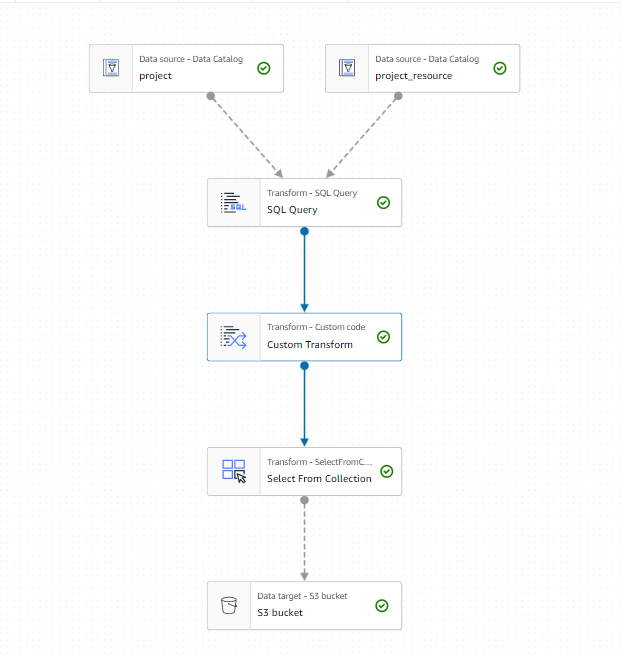 Data source - Data Catalog
project
Data source - Data Catalog
project_resource
Transform - SQL Query
SQL
SQL Query
Transform - Custom code
Custom Transform
Transform - SelectFromC...
Select From Collection
Data target - S3 bucket
S3 bucket